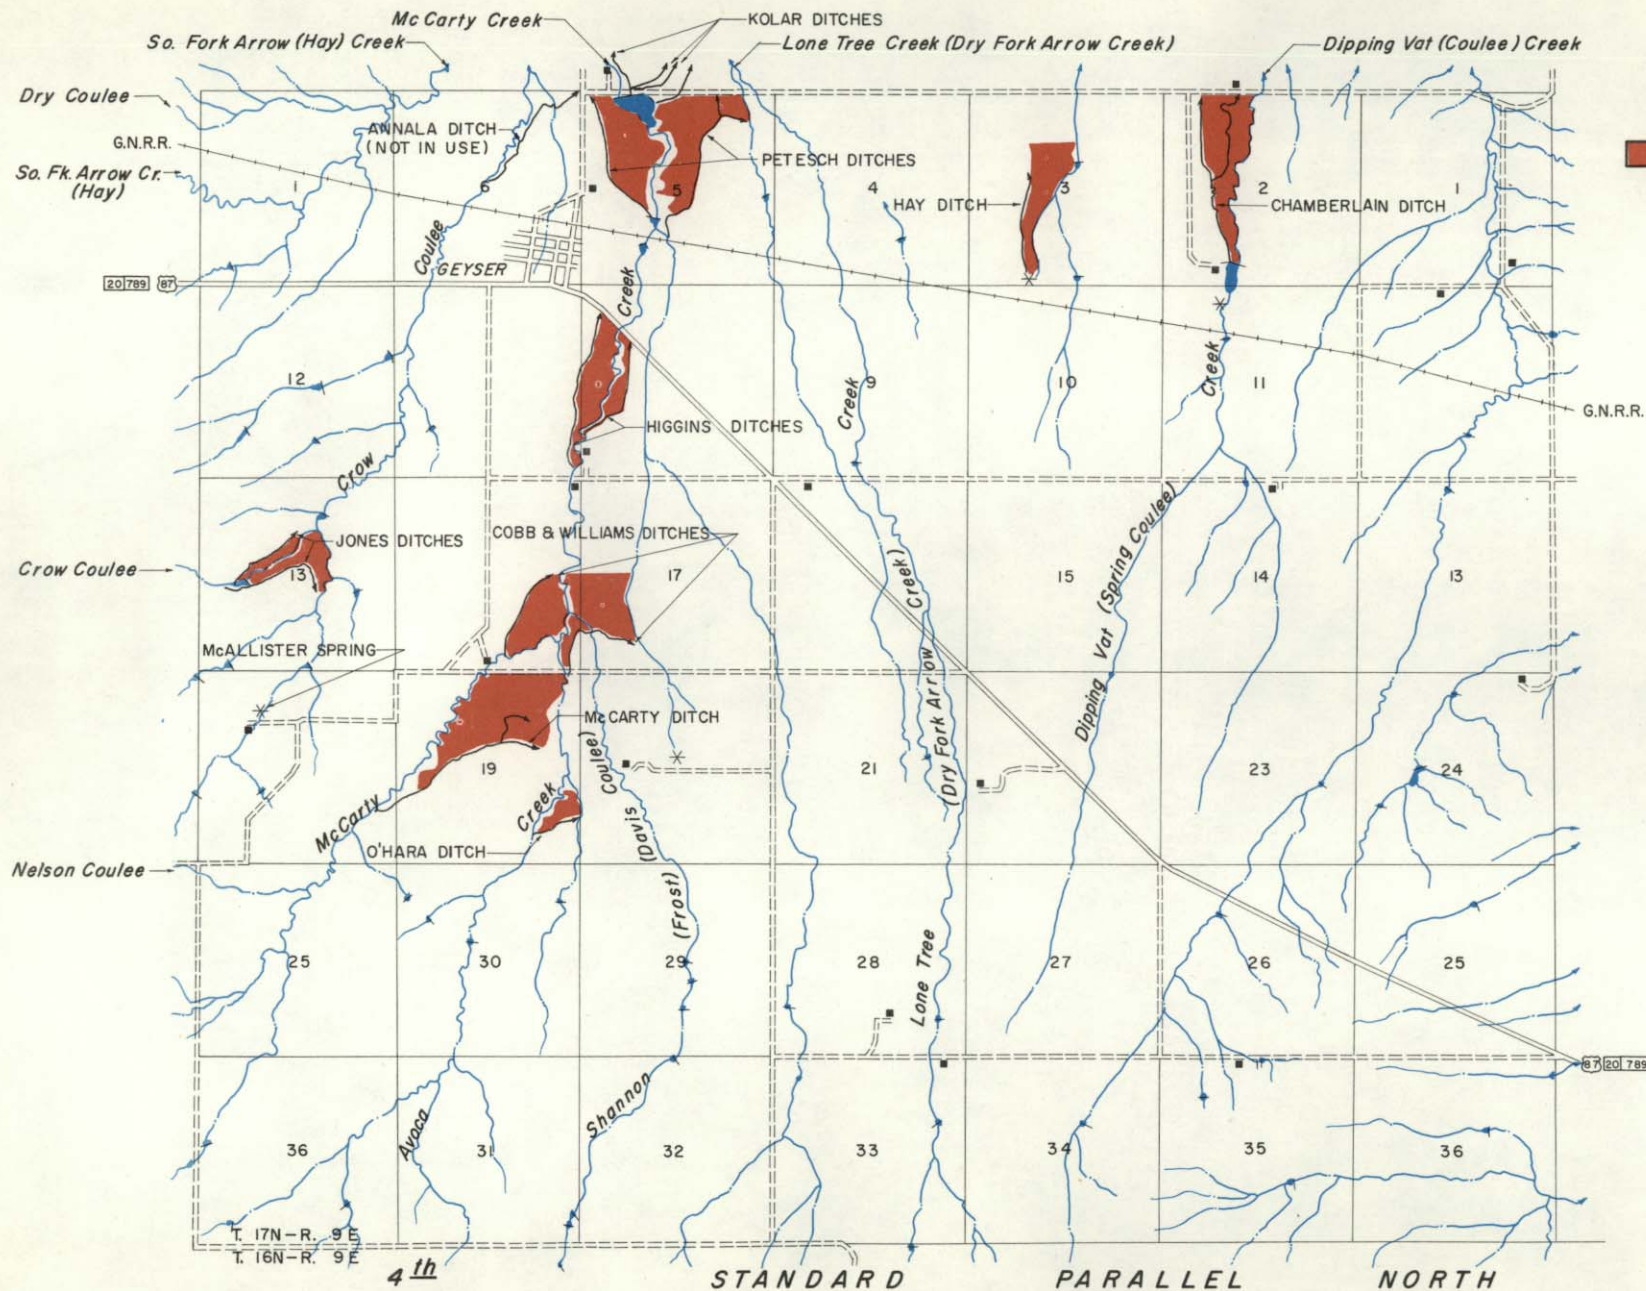 Mc Carty Creek
KOLAR DITCHES
So. Fork Arrow (Hay) Creek
Lone Tree Creek (Dry Fork Arrow Creek)
Dipping Vat (Coulee) Creek
Dry Coulee
ANNALA DITCH
(NOT IN USE)
G.N.R.R.
PETESCH DITCHES
So. Fk. Arrow Cr.
(Hay)
1
6
5
4
3
2
1
HAY DITCH
CHAMBERLAIN DITCH
Coulee
GEYSER
Creek
20 789 87
12
9
10
11
Creek
Creek
G.N.R.R.
HIGGINS DITCHES
Crow
COBB & WILLIAMS DITCHES
JONES DITCHES
Crow Coulee
13
17
15
14
13
Dipping Vat (Spring Coulee)
McALLISTER SPRING
McCARTY DITCH
19
21
23
24
Coulee)
(Dry Fork Arrow Creek)
McCarty
Creek
O'HARA DITCH
(Davis
Nelson Coulee
(Frost)
25
30
29
28
27
26
25
Lone Tree
87 20 789
Shannon
Avoca
36
31
32
33
34
35
36
T. 17N-R. 9 E
T. 16N-R. 9 E
4th STANDARD PARALLEL NORTH